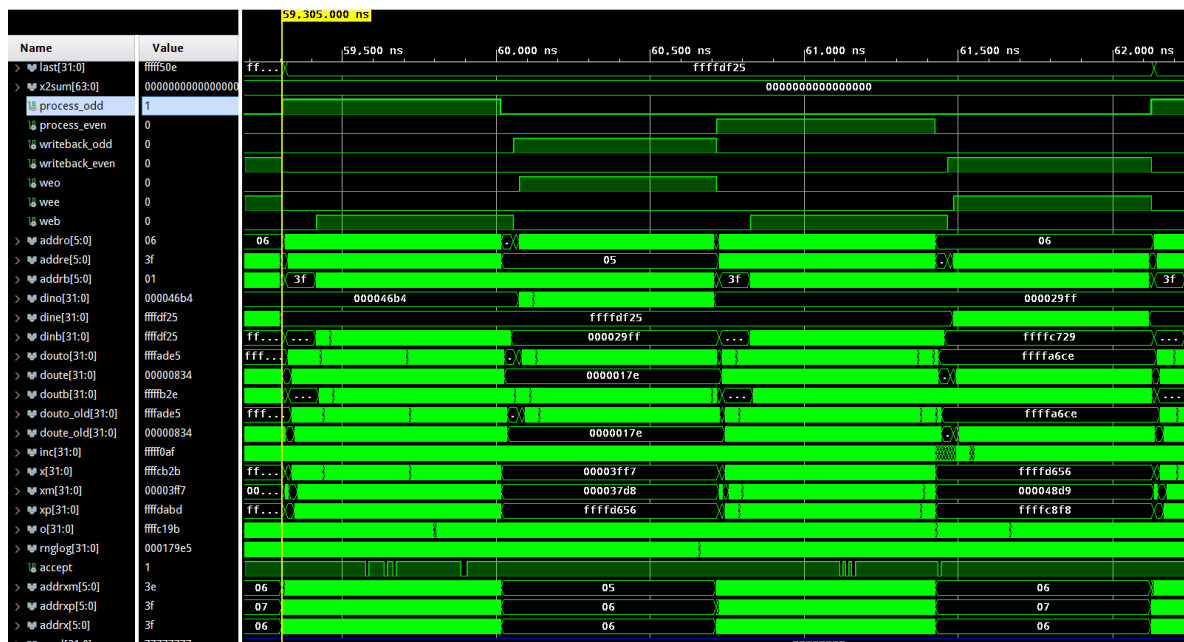 59,305.000 ns
Name Value
59,500 ns 60,000 ns 60,500 ns 61,000 ns 61,500 ns 62,000 ns
last[31:0] fffff50e ff... ffffdf25
x2sum[63:0] 0000000000000000 0000000000000000
process_odd 1
process_even 0
writeback_odd 0
writeback_even 0
weo 0
wee 0
web 0
addro[5:0] 06 06 . 06
addre[5:0] 3f 05 .
addrb[5:0] 01 3f 3f 3f
dino[31:0] 000046b4 000046b4 000029ff
dine[31:0] ffffdf25 ffffdf25
dinb[31:0] ffffdf25 ff... ... 000029ff ... ffffc729 ...
douto[31:0] ffffade5 fff... . ffffa6ce
doute[31:0] 00000834 0000017e .
doutb[31:0] fffffb2e ... ... ...
douto_old[31:0] ffffade5 fff... . ffffa6ce
doute_old[31:0] 00000834 0000017e .
inc[31:0] fffff0af
x[31:0] ffffcb2b ff... 00003ff7 ffffd656
xm[31:0] 00003ff7 00... 000037d8 000048d9
xp[31:0] ffffdabd ff... ffffd656 ffffc8f8
o[31:0] ffffc19b
rnglog[31:0] 000179e5
accept 1
addrxm[5:0] 3e 06 05 06
addrxp[5:0] 3f 07 06 07
addrx[5:0] 3f 06 06 06